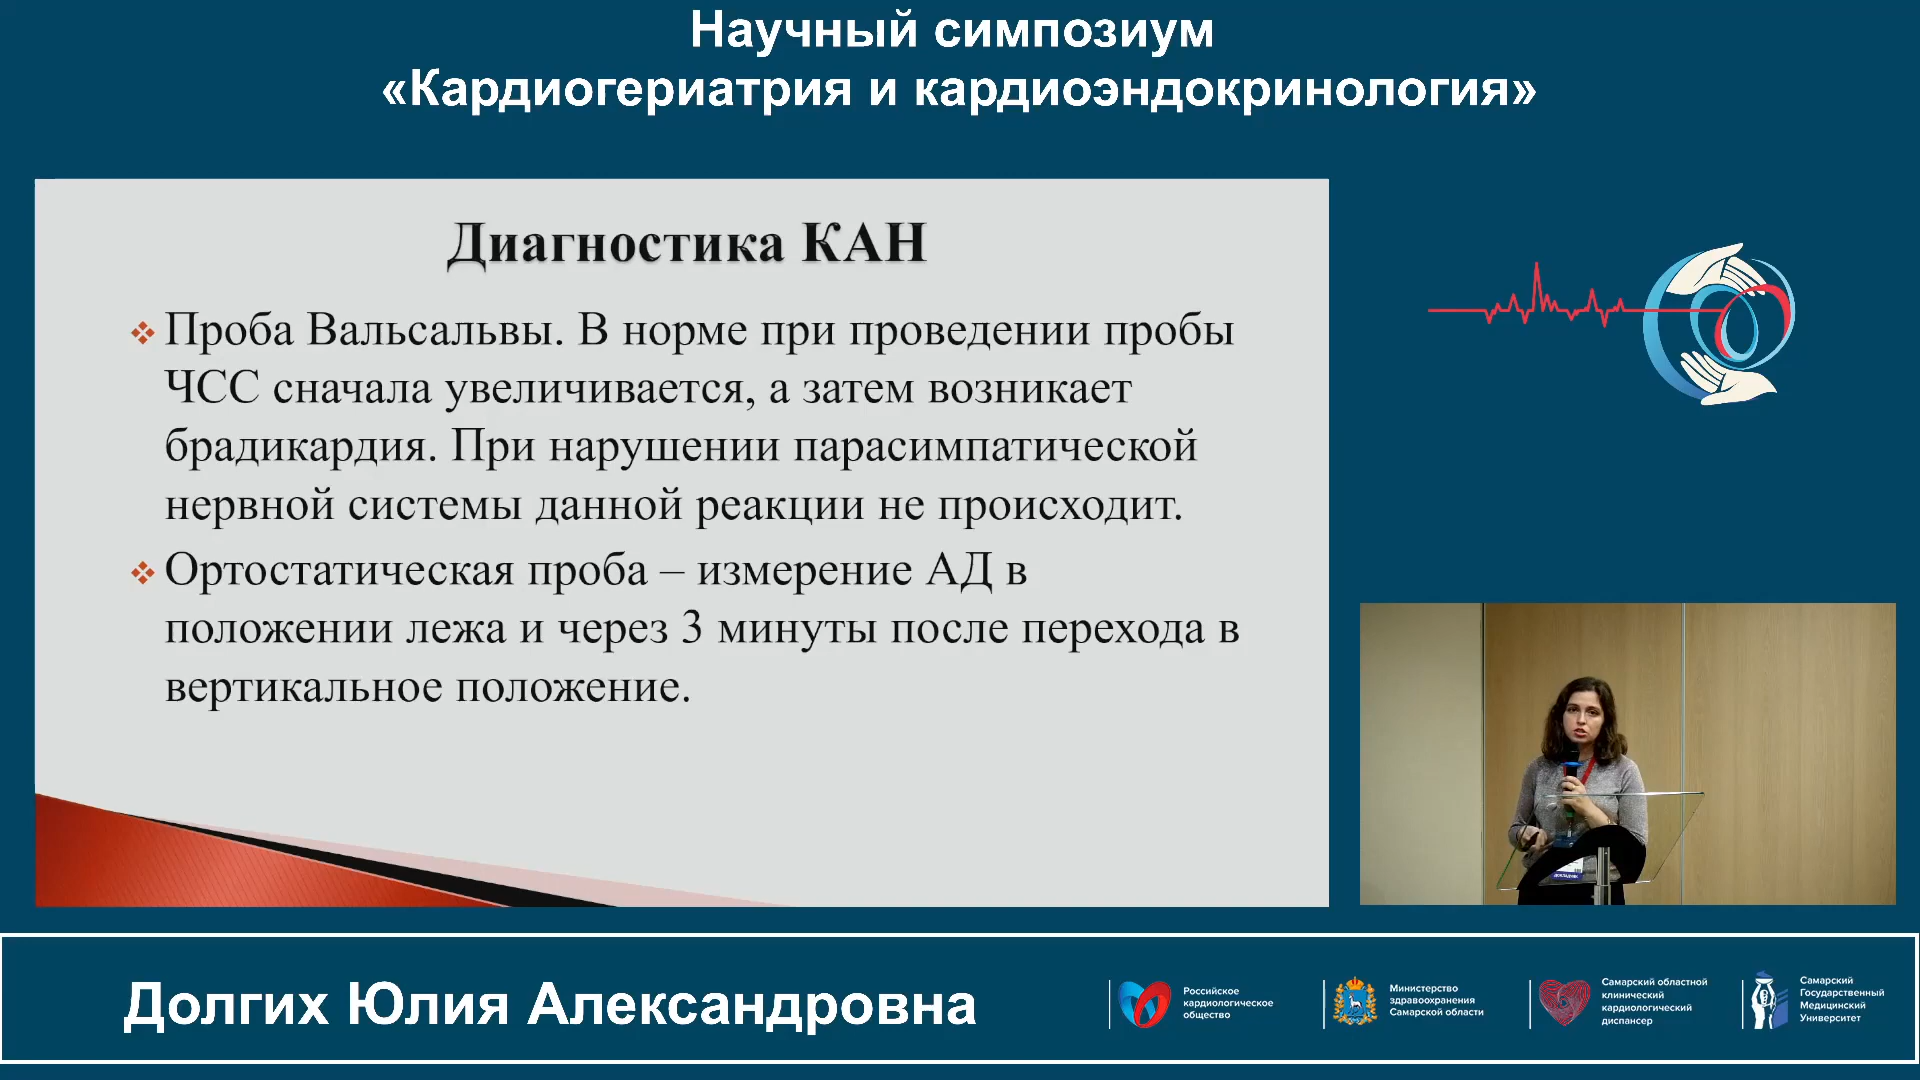 Научный симпозиум
«Кардиогериатрия и кардиоэндокринология»
Диагностика КАН
Проба Вальсальвы. В норме при проведении пробы
ЧСС сначала увеличивается, а затем возникает
брадикардия. При нарушении парасимпатической
нервной системы данной реакции не происходит.
Ортостатическая проба – измерение АД в
положении лежа и через 3 минуты после перехода в
вертикальное положение.
Долгих Юлия Александровна
Российское
кардиологическое
общество
Министерство
здравоохранения
Самарской области
Самарский областной
клинический
кардиологический
диспансер
Самарский
Государственный
Медицинский
Университет